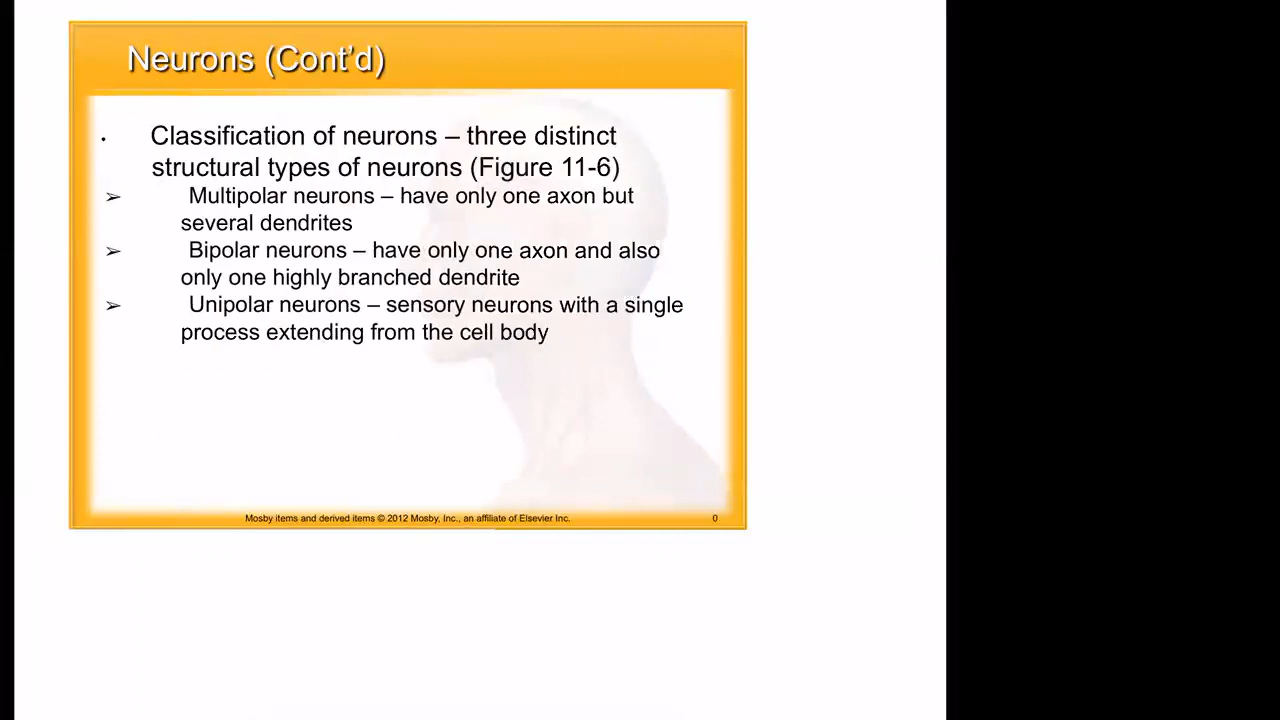 Neurons (Cont’d)
• Classification of neurons – three distinct
structural types of neurons (Figure 11-6)
➢ Multipolar neurons – have only one axon but
several dendrites
➢ Bipolar neurons – have only one axon and also
only one highly branched dendrite
➢ Unipolar neurons – sensory neurons with a single
process extending from the cell body
Mosby items and derived items © 2012 Mosby, Inc., an affiliate of Elsevier Inc.
0